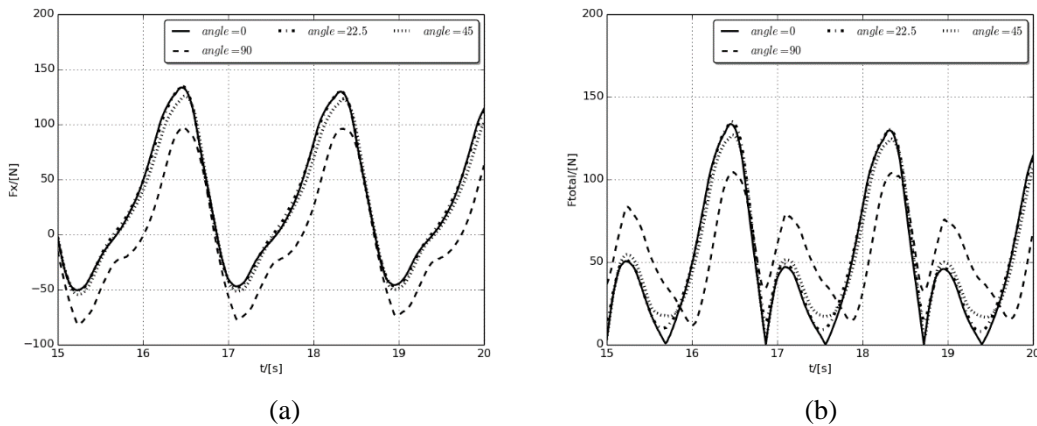 200
150
100
50
0
−50
−100
Fx/[N]
angle=0
angle=22.5
angle=45
angle=90
15 16 17 18 19 20
t/[s]
(a)
200
150
100
50
0
Ftotal/[N]
angle=0
angle=22.5
angle=45
angle=90
15 16 17 18 19 20
t/[s]
(b)